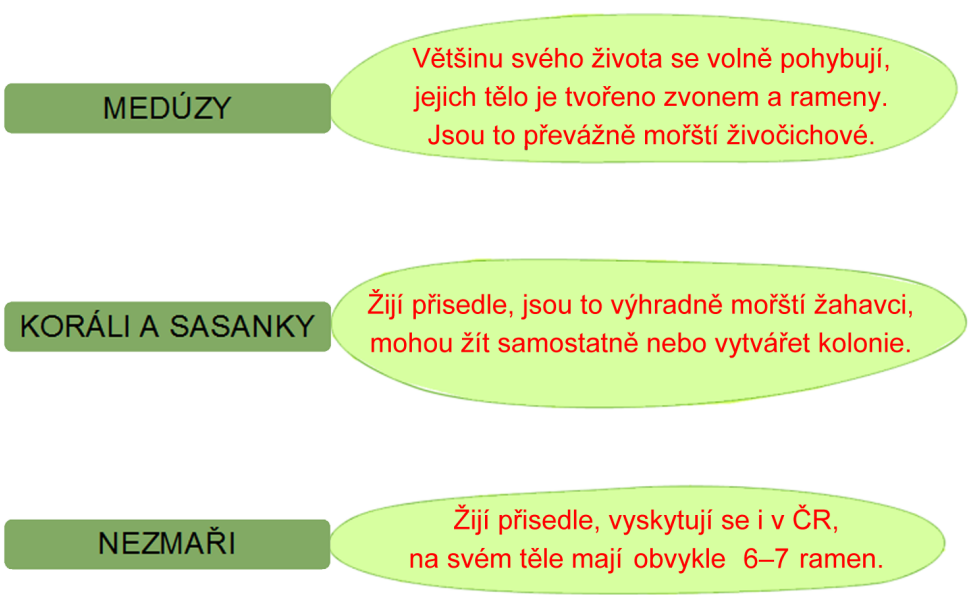 MEDÚZY
Většinu svého života se volně pohybují,
jejich tělo je tvořeno zvonem a rameny.
Jsou to převážně mořští živočichové.
KORÁLI A SASANKY
Žijí přisedle, jsou to výhradně mořští žahavci,
mohou žít samostatně nebo vytvářet kolonie.
NEZMAŘI
Žijí přisedle, vyskytují se i v ČR,
na svém těle mají obvykle 6–7 ramen.